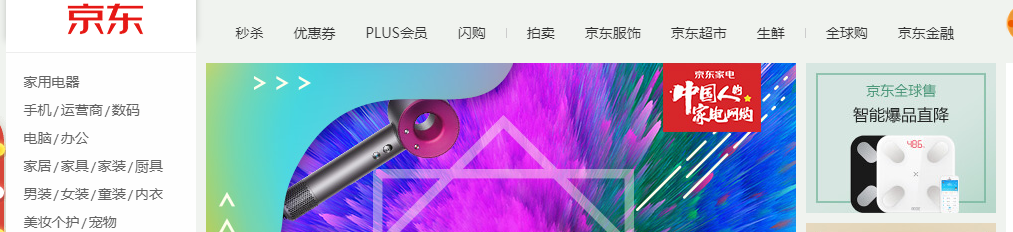 京东
秒杀 优惠券 PLUS会员 闪购 拍卖 京东服饰 京东超市 生鲜 全球购 京东金融
家用电器
手机/运营商/数码
电脑/办公
家居/家具/家装/厨具
男装/女装/童装/内衣
美妆个护/宠物
京东家电
中国人的
家电网购
京东全球售
智能爆品直降